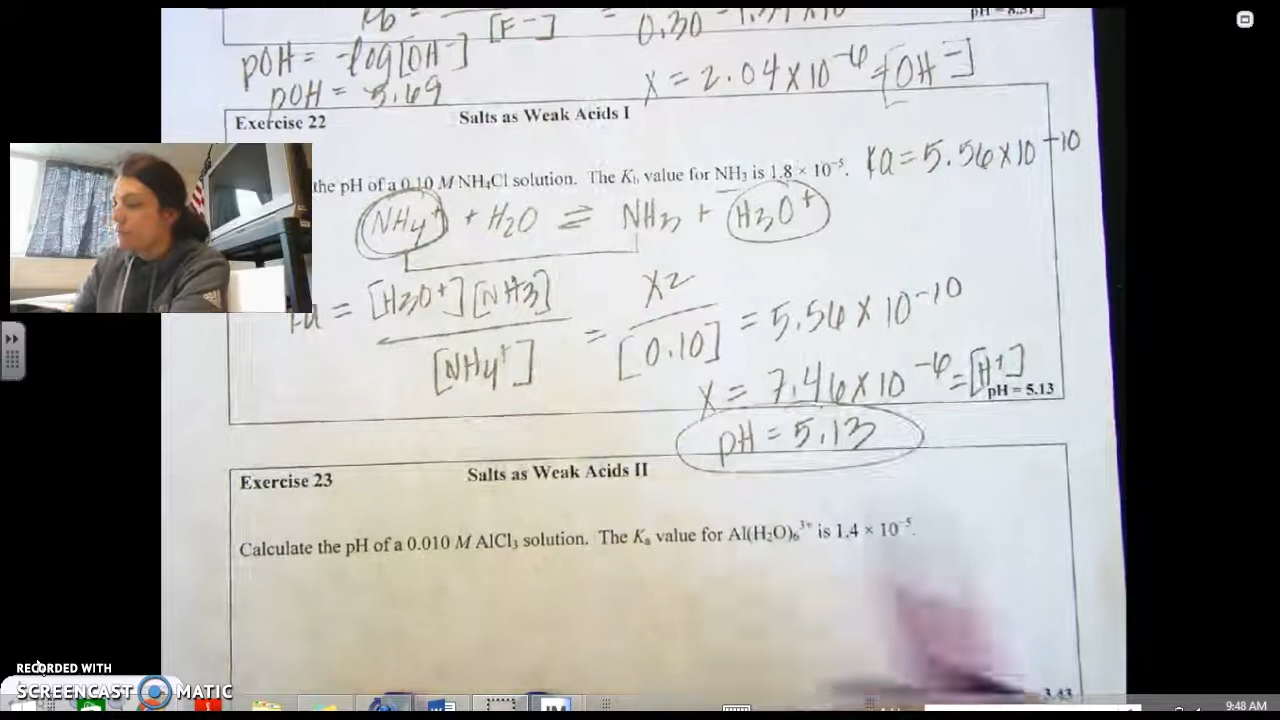 [F⁻]
0.30
pOH = -log[OH⁻]
pOH = 5.69
x = 2.04 x 10⁻⁶ = [OH⁻]
Exercise 22 Salts as Weak Acids I
the pH of a 0.10 M NH₄Cl solution. The K_b value for NH₃ is 1.8 × 10⁻⁵. Ka = 5.56 x 10⁻¹⁰
NH₄⁺ + H₂O ⇌ NH₃ + H₃O⁺
= [H₃O⁺][NH₃] / [NH₄⁺] = x² / [0.10] = 5.56 x 10⁻¹⁰
x = 7.46 x 10⁻⁶ = [H⁺]
pH = 5.13
pH = 5.13
Exercise 23 Salts as Weak Acids II
Calculate the pH of a 0.010 M AlCl₃ solution. The Kₐ value for Al(H₂O)₆³⁺ is 1.4 × 10⁻⁵.
RECORDED WITH
SCREENCAST MATIC
9:48 AM